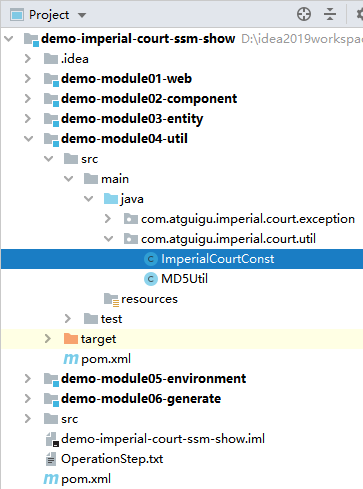 Project
demo-imperial-court-ssm-show D:\idea2019workspac
.idea
demo-module01-web
demo-module02-component
demo-module03-entity
demo-module04-util
src
main
java
com.atguigu.imperial.court.exception
com.atguigu.imperial.court.util
ImperialCourtConst
MD5Util
resources
test
target
pom.xml
demo-module05-environment
demo-module06-generate
src
demo-imperial-court-ssm-show.iml
OperationStep.txt
pom.xml